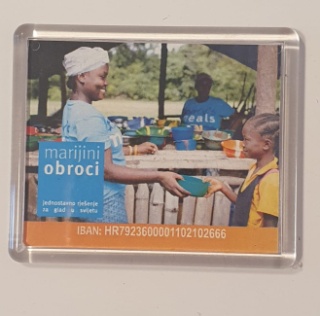 marijini
obroci
jednostavno rješenje
za glad u svijetu
IBAN: HR7923600001102102666